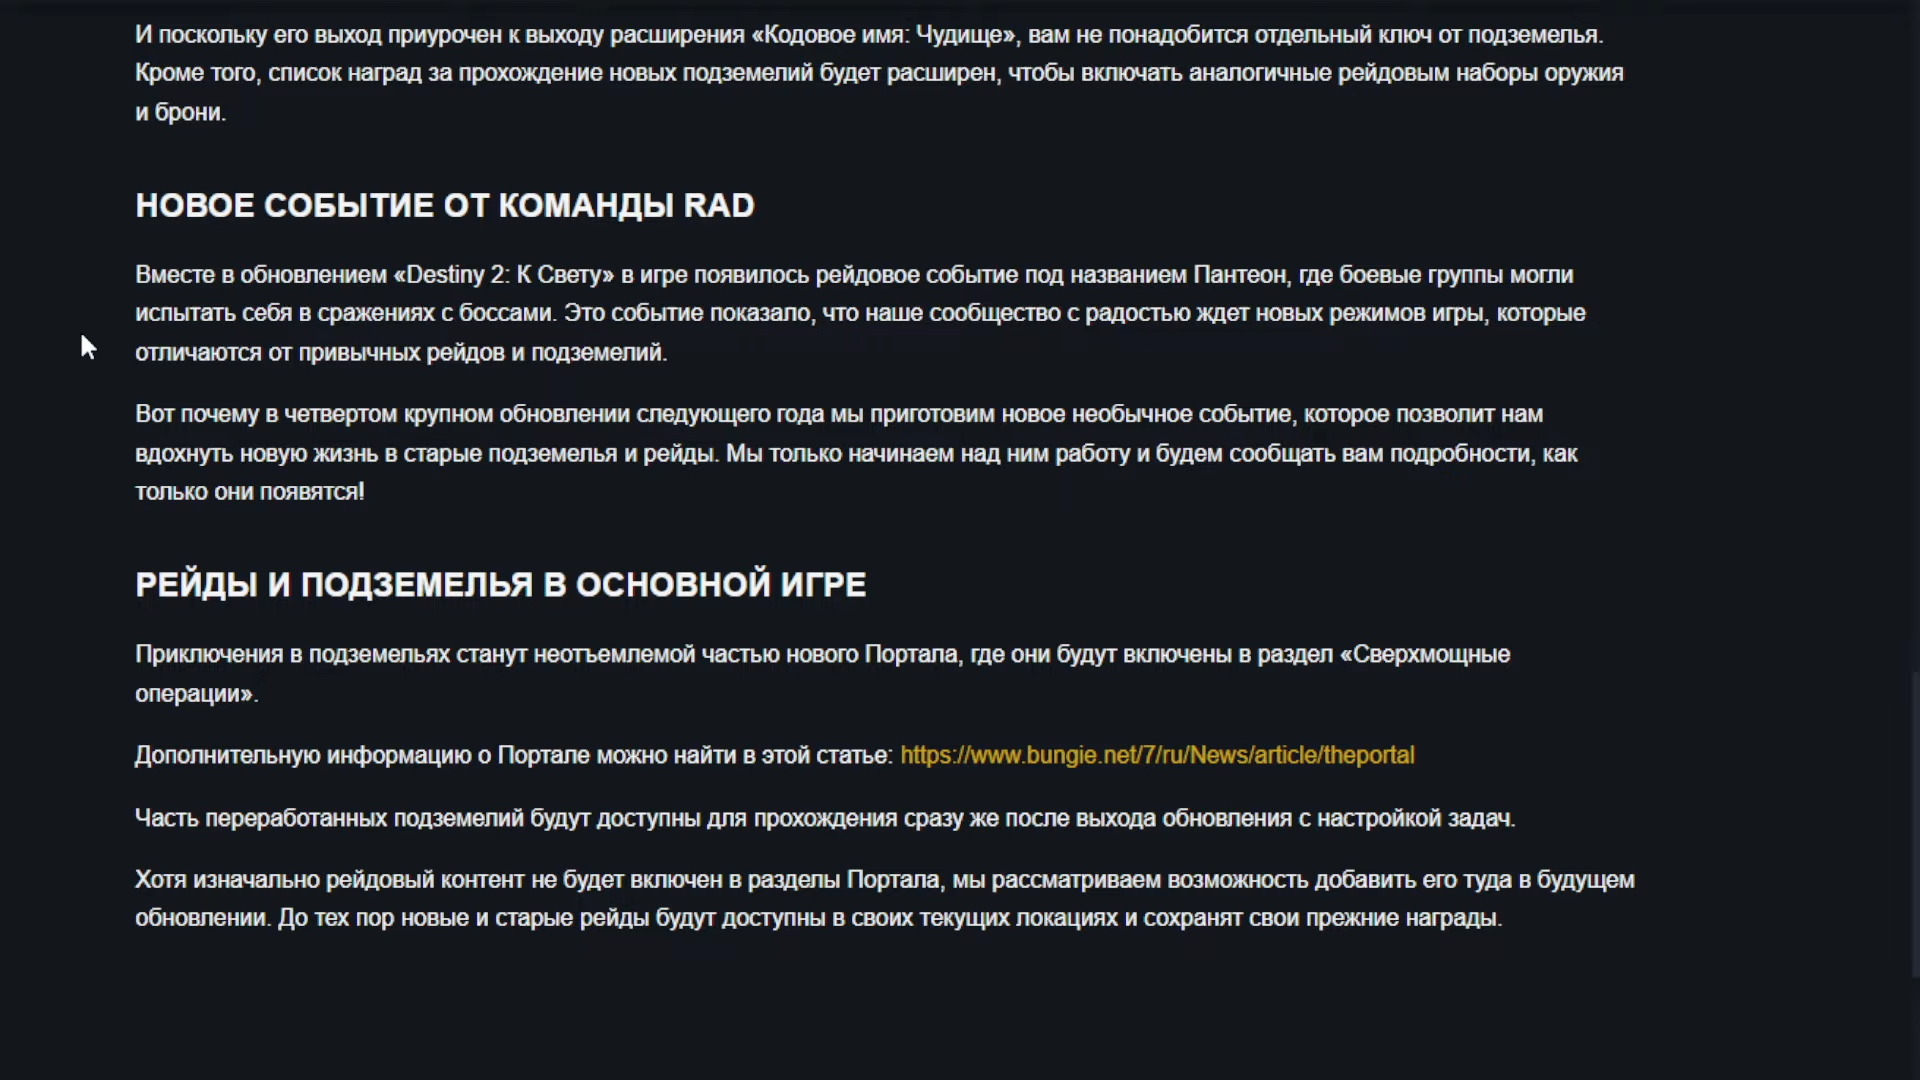 И поскольку его выход приурочен к выходу расширения «Кодовое имя: Чудище», вам не понадобится отдельный ключ от подземелья.
Кроме того, список наград за прохождение новых подземелий будет расширен, чтобы включать аналогичные рейдовым наборы оружия
и брони.
НОВОЕ СОБЫТИЕ ОТ КОМАНДЫ RAD
Вместе в обновлением «Destiny 2: К Свету» в игре появилось рейдовое событие под названием Пантеон, где боевые группы могли
испытать себя в сражениях с боссами. Это событие показало, что наше сообщество с радостью ждет новых режимов игры, которые
отличаются от привычных рейдов и подземелий.
Вот почему в четвертом крупном обновлении следующего года мы приготовим новое необычное событие, которое позволит нам
вдохнуть новую жизнь в старые подземелья и рейды. Мы только начинаем над ним работу и будем сообщать вам подробности, как
только они появятся!
РЕЙДЫ И ПОДЗЕМЕЛЬЯ В ОСНОВНОЙ ИГРЕ
Приключения в подземельях станут неотъемлемой частью нового Портала, где они будут включены в раздел «Сверхмощные
операции».
Дополнительную информацию о Портале можно найти в этой статье: https://www.bungie.net/7/ru/News/article/theportal
Часть переработанных подземелий будут доступны для прохождения сразу же после выхода обновления с настройкой задач.
Хотя изначально рейдовый контент не будет включен в разделы Портала, мы рассматриваем возможность добавить его туда в будущем
обновлении. До тех пор новые и старые рейды будут доступны в своих текущих локациях и сохранят свои прежние награды.